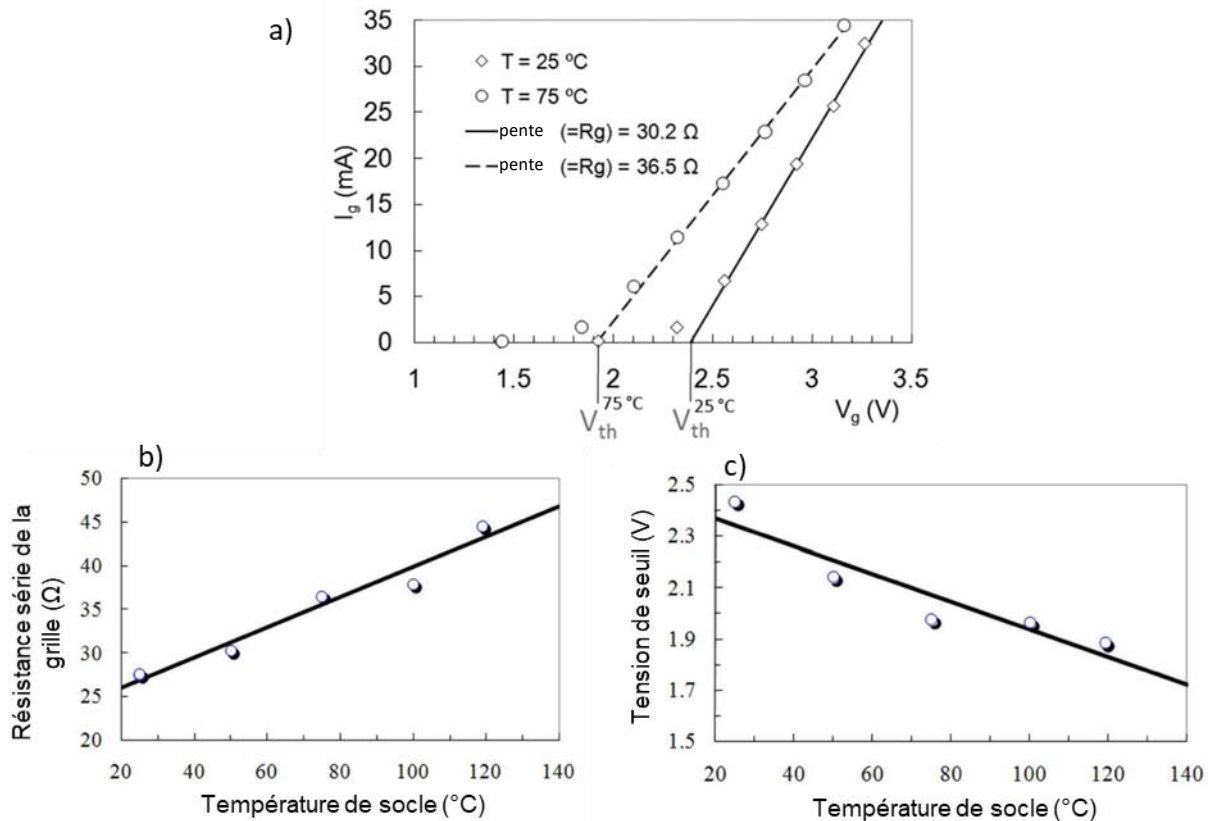 a)
35
30
25
20
15
10
5
0
I_g (mA)
T = 25 ºC
T = 75 ºC
pente (=Rg) = 30.2 Ω
pente (=Rg) = 36.5 Ω
1 1.5 2 2.5 3 3.5
V_g (V)
V_th^75 °C
V_th^25 °C
b)
50
45
40
35
30
25
20
Résistance série de la
grille (Ω)
20 40 60 80 100 120 140
Température de socle (°C)
c)
2.5
2.3
2.1
1.9
1.7
1.5
Tension de seuil (V)
20 40 60 80 100 120 140
Température de socle (°C)